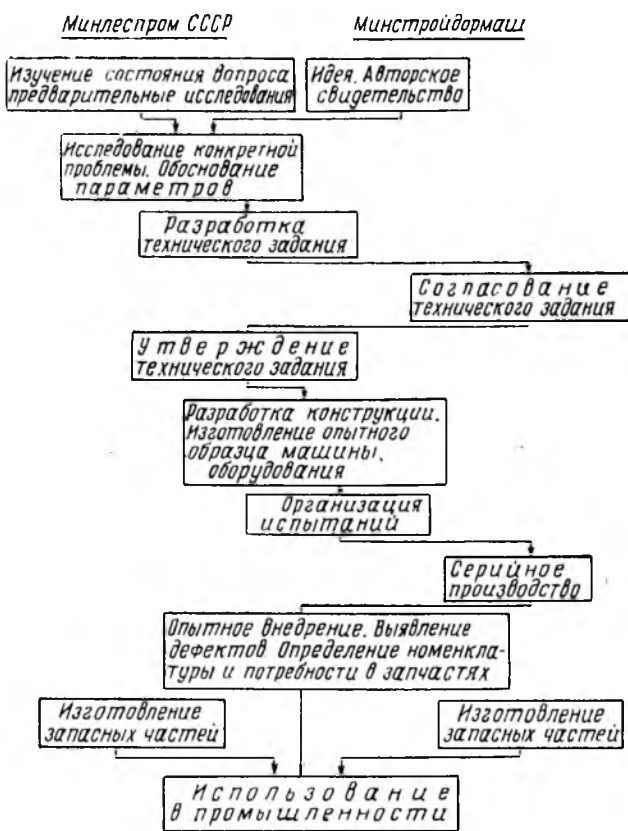 Минлеспром СССР
Минстройдормаш
Изучение состояния вопроса
предварительные исследования
Идея. Авторское
свидетельство
Исследование конкретной
проблемы. Обоснование
параметров
Разработка
технического задания
Согласование
технического задания
Утверждение
технического задания
Разработка конструкции.
Изготовление опытного
образца машины,
оборудования
Организация
испытаний
Серийное
производство
Опытное внедрение. Выявление
дефектов. Определение номенкла-
туры и потребности в запчастях
Изготовление
запасных частей
Изготовление
запасных частей
Использование
в промышленности